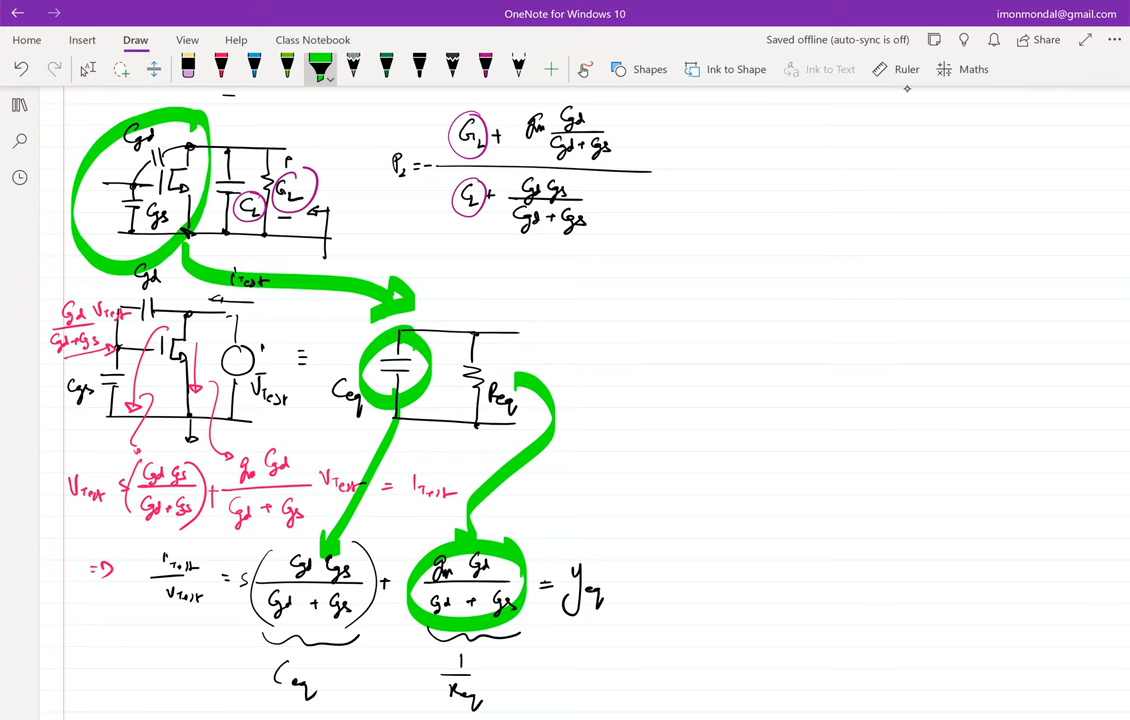 OneNote for Windows 10
imonmondal@gmail.com
Home Insert Draw View Help Class Notebook
Saved offline (auto-sync is off) Share
Shapes Ink to Shape Ink to Text Ruler Maths
Cgd
Cgs
CL
GL
P2 = - (GL + gm Cgd / (Cgd + Cgs)) / (CL + Cgd Cgs / (Cgd + Cgs))
Cgd
iTest
Cgd VTest / (Cgd + Cgs)
Cgs
VTest
≡
Ceq
Req
VTest s (Cgd Cgs / (Cgd + Cgs)) + gm Cgd / (Cgd + Cgs) VTest = ITest
=> iTest / VTest = s (Cgd Cgs / (Cgd + Cgs)) + gm Cgd / (Cgd + Cgs) = Yeq
Ceq
1 / Req